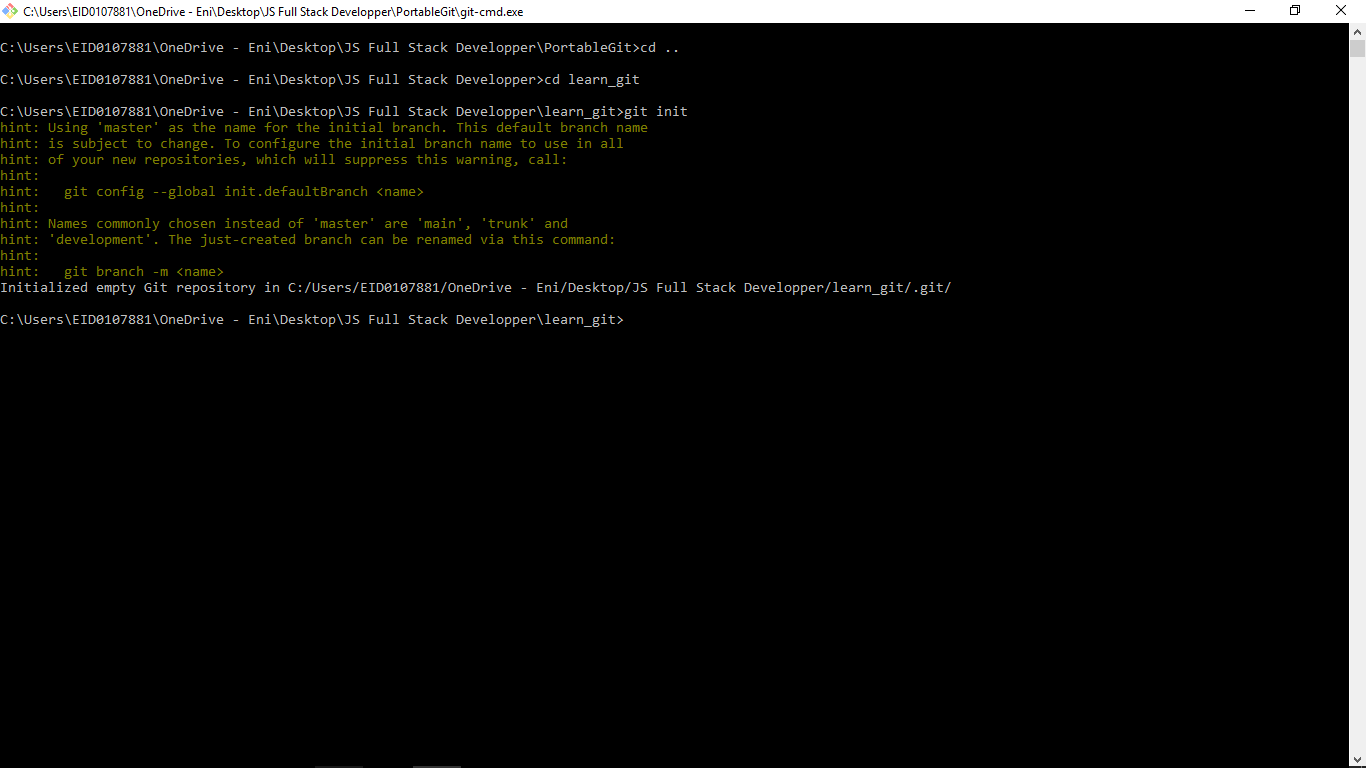 C:\Users\EID0107881\OneDrive - Eni\Desktop\JS Full Stack Developper\PortableGit\git-cmd.exe
C:\Users\EID0107881\OneDrive - Eni\Desktop\JS Full Stack Developper\PortableGit>cd ..
C:\Users\EID0107881\OneDrive - Eni\Desktop\JS Full Stack Developper>cd learn_git
C:\Users\EID0107881\OneDrive - Eni\Desktop\JS Full Stack Developper\learn_git>git init
hint: Using 'master' as the name for the initial branch. This default branch name
hint: is subject to change. To configure the initial branch name to use in all
hint: of your new repositories, which will suppress this warning, call:
hint:
hint:   git config --global init.defaultBranch <name>
hint:
hint: Names commonly chosen instead of 'master' are 'main', 'trunk' and
hint: 'development'. The just-created branch can be renamed via this command:
hint:
hint:   git branch -m <name>
Initialized empty Git repository in C:/Users/EID0107881/OneDrive - Eni/Desktop/JS Full Stack Developper/learn_git/.git/
C:\Users\EID0107881\OneDrive - Eni\Desktop\JS Full Stack Developper\learn_git>